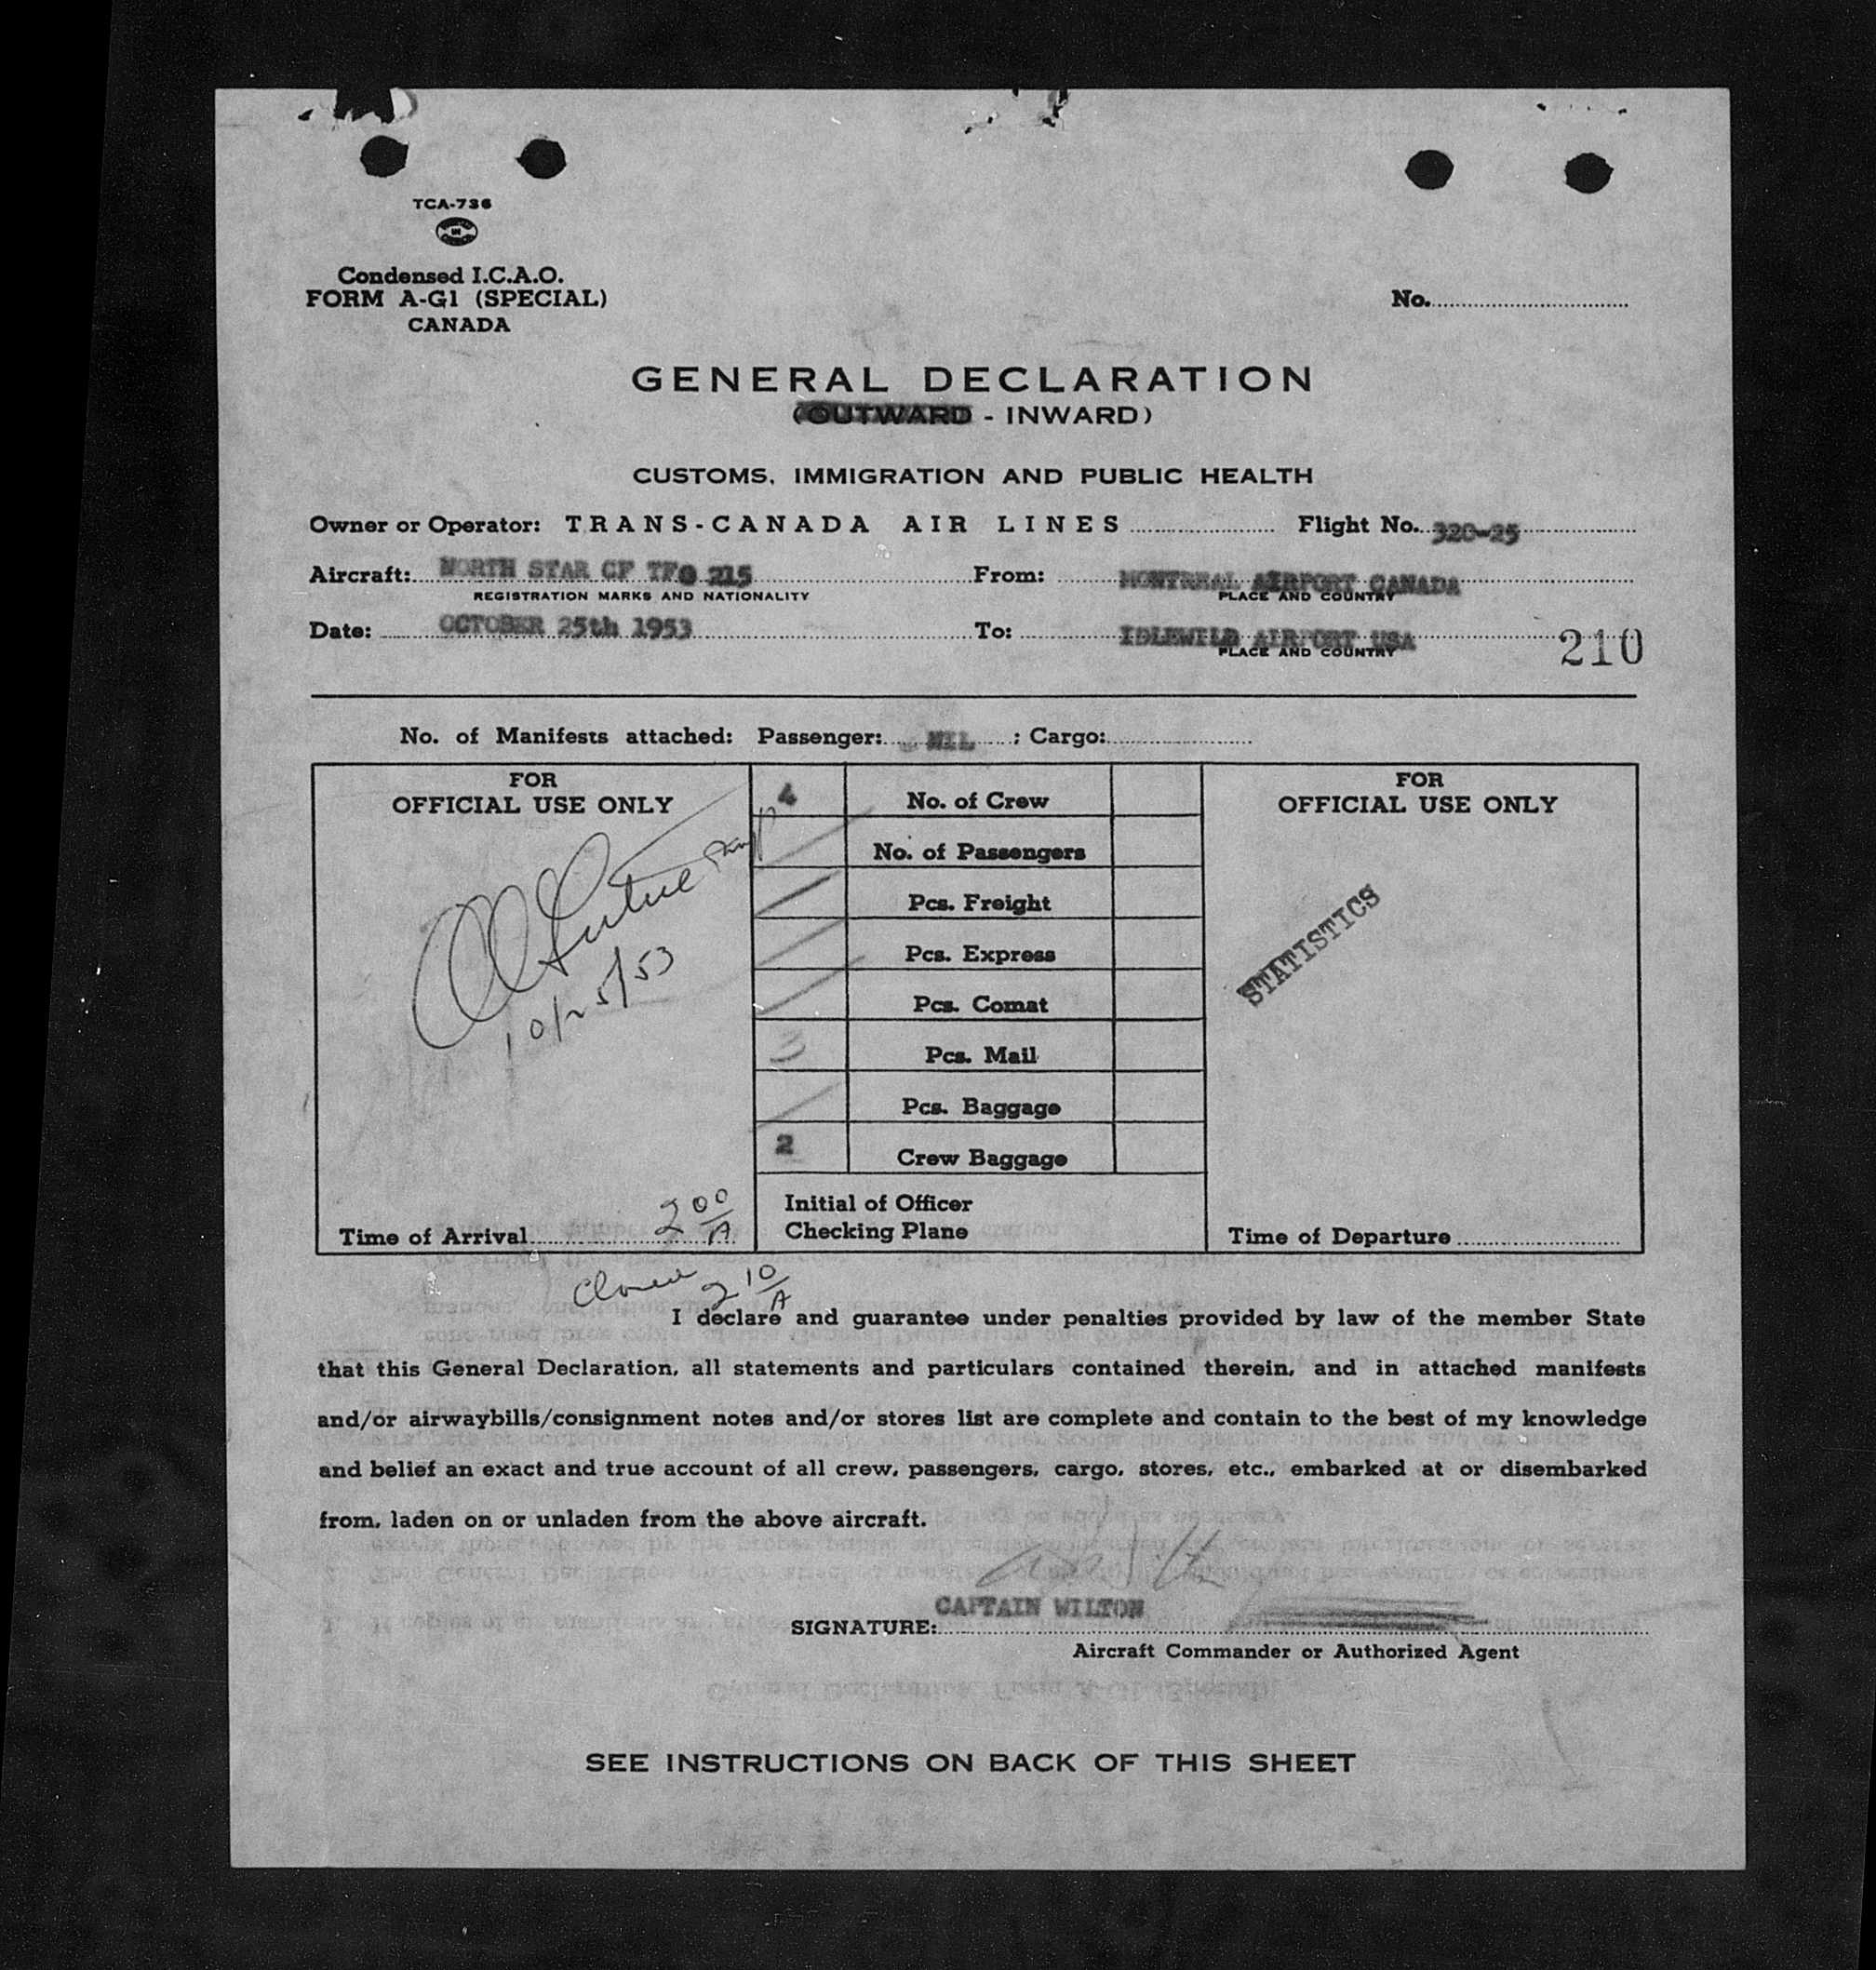 TCA-736
Condensed I.C.A.O.
FORM A-G1 (SPECIAL)
CANADA
No.
GENERAL DECLARATION
(OUTWARD - INWARD)
CUSTOMS, IMMIGRATION AND PUBLIC HEALTH
Owner or Operator: TRANS-CANADA AIR LINES Flight No. 320-25
Aircraft: NORTH STAR CF TFO 215 From: MONTREAL AIRPORT CANADA
REGISTRATION MARKS AND NATIONALITY PLACE AND COUNTRY
Date: OCTOBER 25th 1953 To: IDLEWILD AIRPORT USA
PLACE AND COUNTRY
210
No. of Manifests attached: Passenger: NIL ; Cargo:
FOR
OFFICIAL USE ONLY
10/25/53
Time of Arrival 2 00/A
4 No. of Crew
No. of Passengers
Pcs. Freight
Pcs. Express
Pcs. Comat
3 Pcs. Mail
Pcs. Baggage
2 Crew Baggage
Initial of Officer
Checking Plane
FOR
OFFICIAL USE ONLY
STATISTICS
Time of Departure
2 10/A
I declare and guarantee under penalties provided by law of the member State
that this General Declaration, all statements and particulars contained therein, and in attached manifests
and/or airwaybills/consignment notes and/or stores list are complete and contain to the best of my knowledge
and belief an exact and true account of all crew, passengers, cargo, stores, etc., embarked at or disembarked
from, laden on or unladen from the above aircraft.
CAPTAIN WILTON
SIGNATURE:
Aircraft Commander or Authorized Agent
SEE INSTRUCTIONS ON BACK OF THIS SHEET